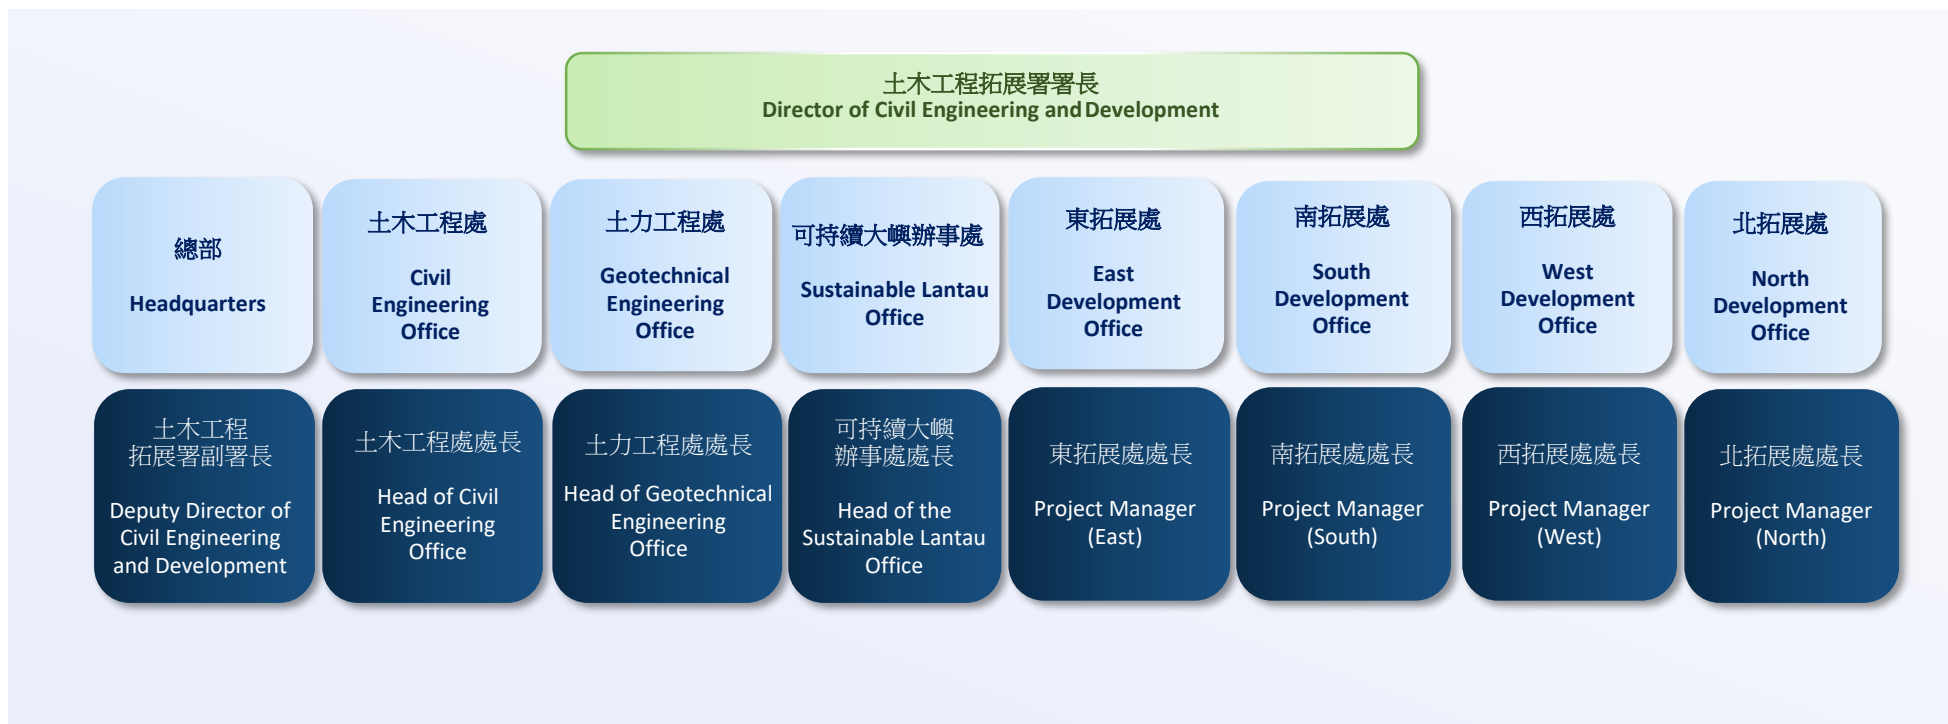 土木工程拓展署署長
Director of Civil Engineering and Development
總部
Headquarters
土木工程處
Civil
Engineering
Office
土力工程處
Geotechnical
Engineering
Office
可持續大嶼辦事處
Sustainable Lantau
Office
東拓展處
East
Development
Office
南拓展處
South
Development
Office
西拓展處
West
Development
Office
北拓展處
North
Development
Office
土木工程
拓展署副署長
Deputy Director of
Civil Engineering
and Development
土木工程處處長
Head of Civil
Engineering
Office
土力工程處處長
Head of Geotechnical
Engineering
Office
可持續大嶼
辦事處處長
Head of the
Sustainable Lantau
Office
東拓展處處長
Project Manager
(East)
南拓展處處長
Project Manager
(South)
西拓展處處長
Project Manager
(West)
北拓展處處長
Project Manager
(North)